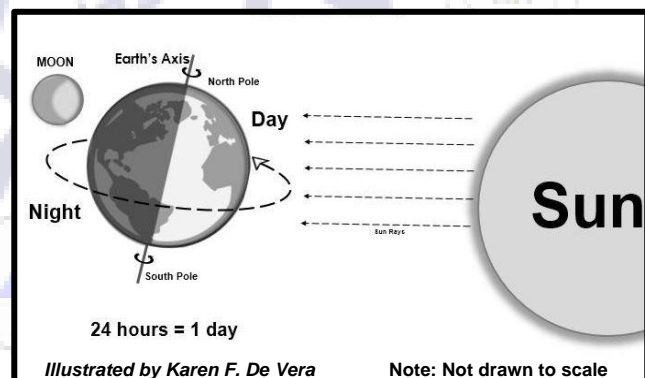 MOON
Earth's Axis
North Pole
Day
Night
Sun
Sun Rays
South Pole
24 hours = 1 day
Illustrated by Karen F. De Vera
Note: Not drawn to scale